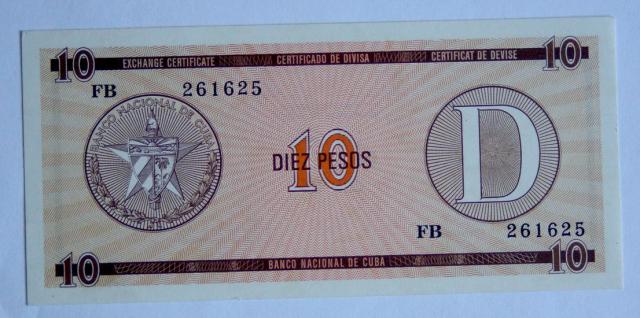 10 EXCHANGE CERTIFICATE CERTIFICADO DE DIVISA CERTIFICAT DE DEVISE 10
FB 261625
BANCO NACIONAL DE CUBA
10
DIEZ PESOS
D
FB 261625
10 BANCO NACIONAL DE CUBA 10